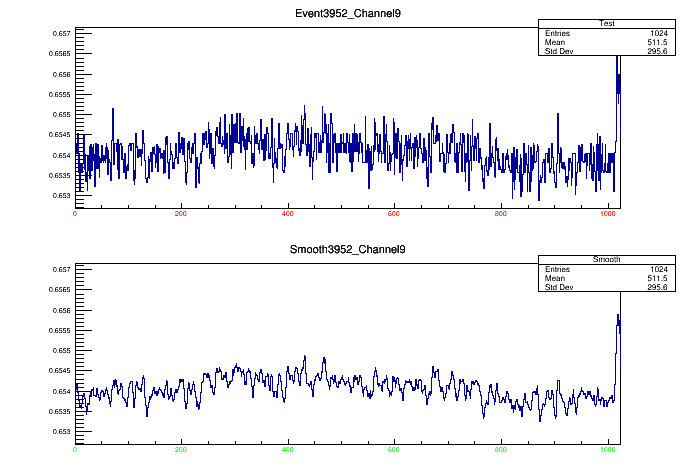 Event3952_Channel9
Test
Entries 1024
Mean 511.5
Std Dev 295.6
0.657
0.6565
0.656
0.6555
0.655
0.6545
0.654
0.6535
0.653
0 200 400 600 800 1000
Smooth3952_Channel9
Smooth
Entries 1024
Mean 511.5
Std Dev 295.6
0.657
0.6565
0.656
0.6555
0.655
0.6545
0.654
0.6535
0.653
0 200 400 600 800 1000